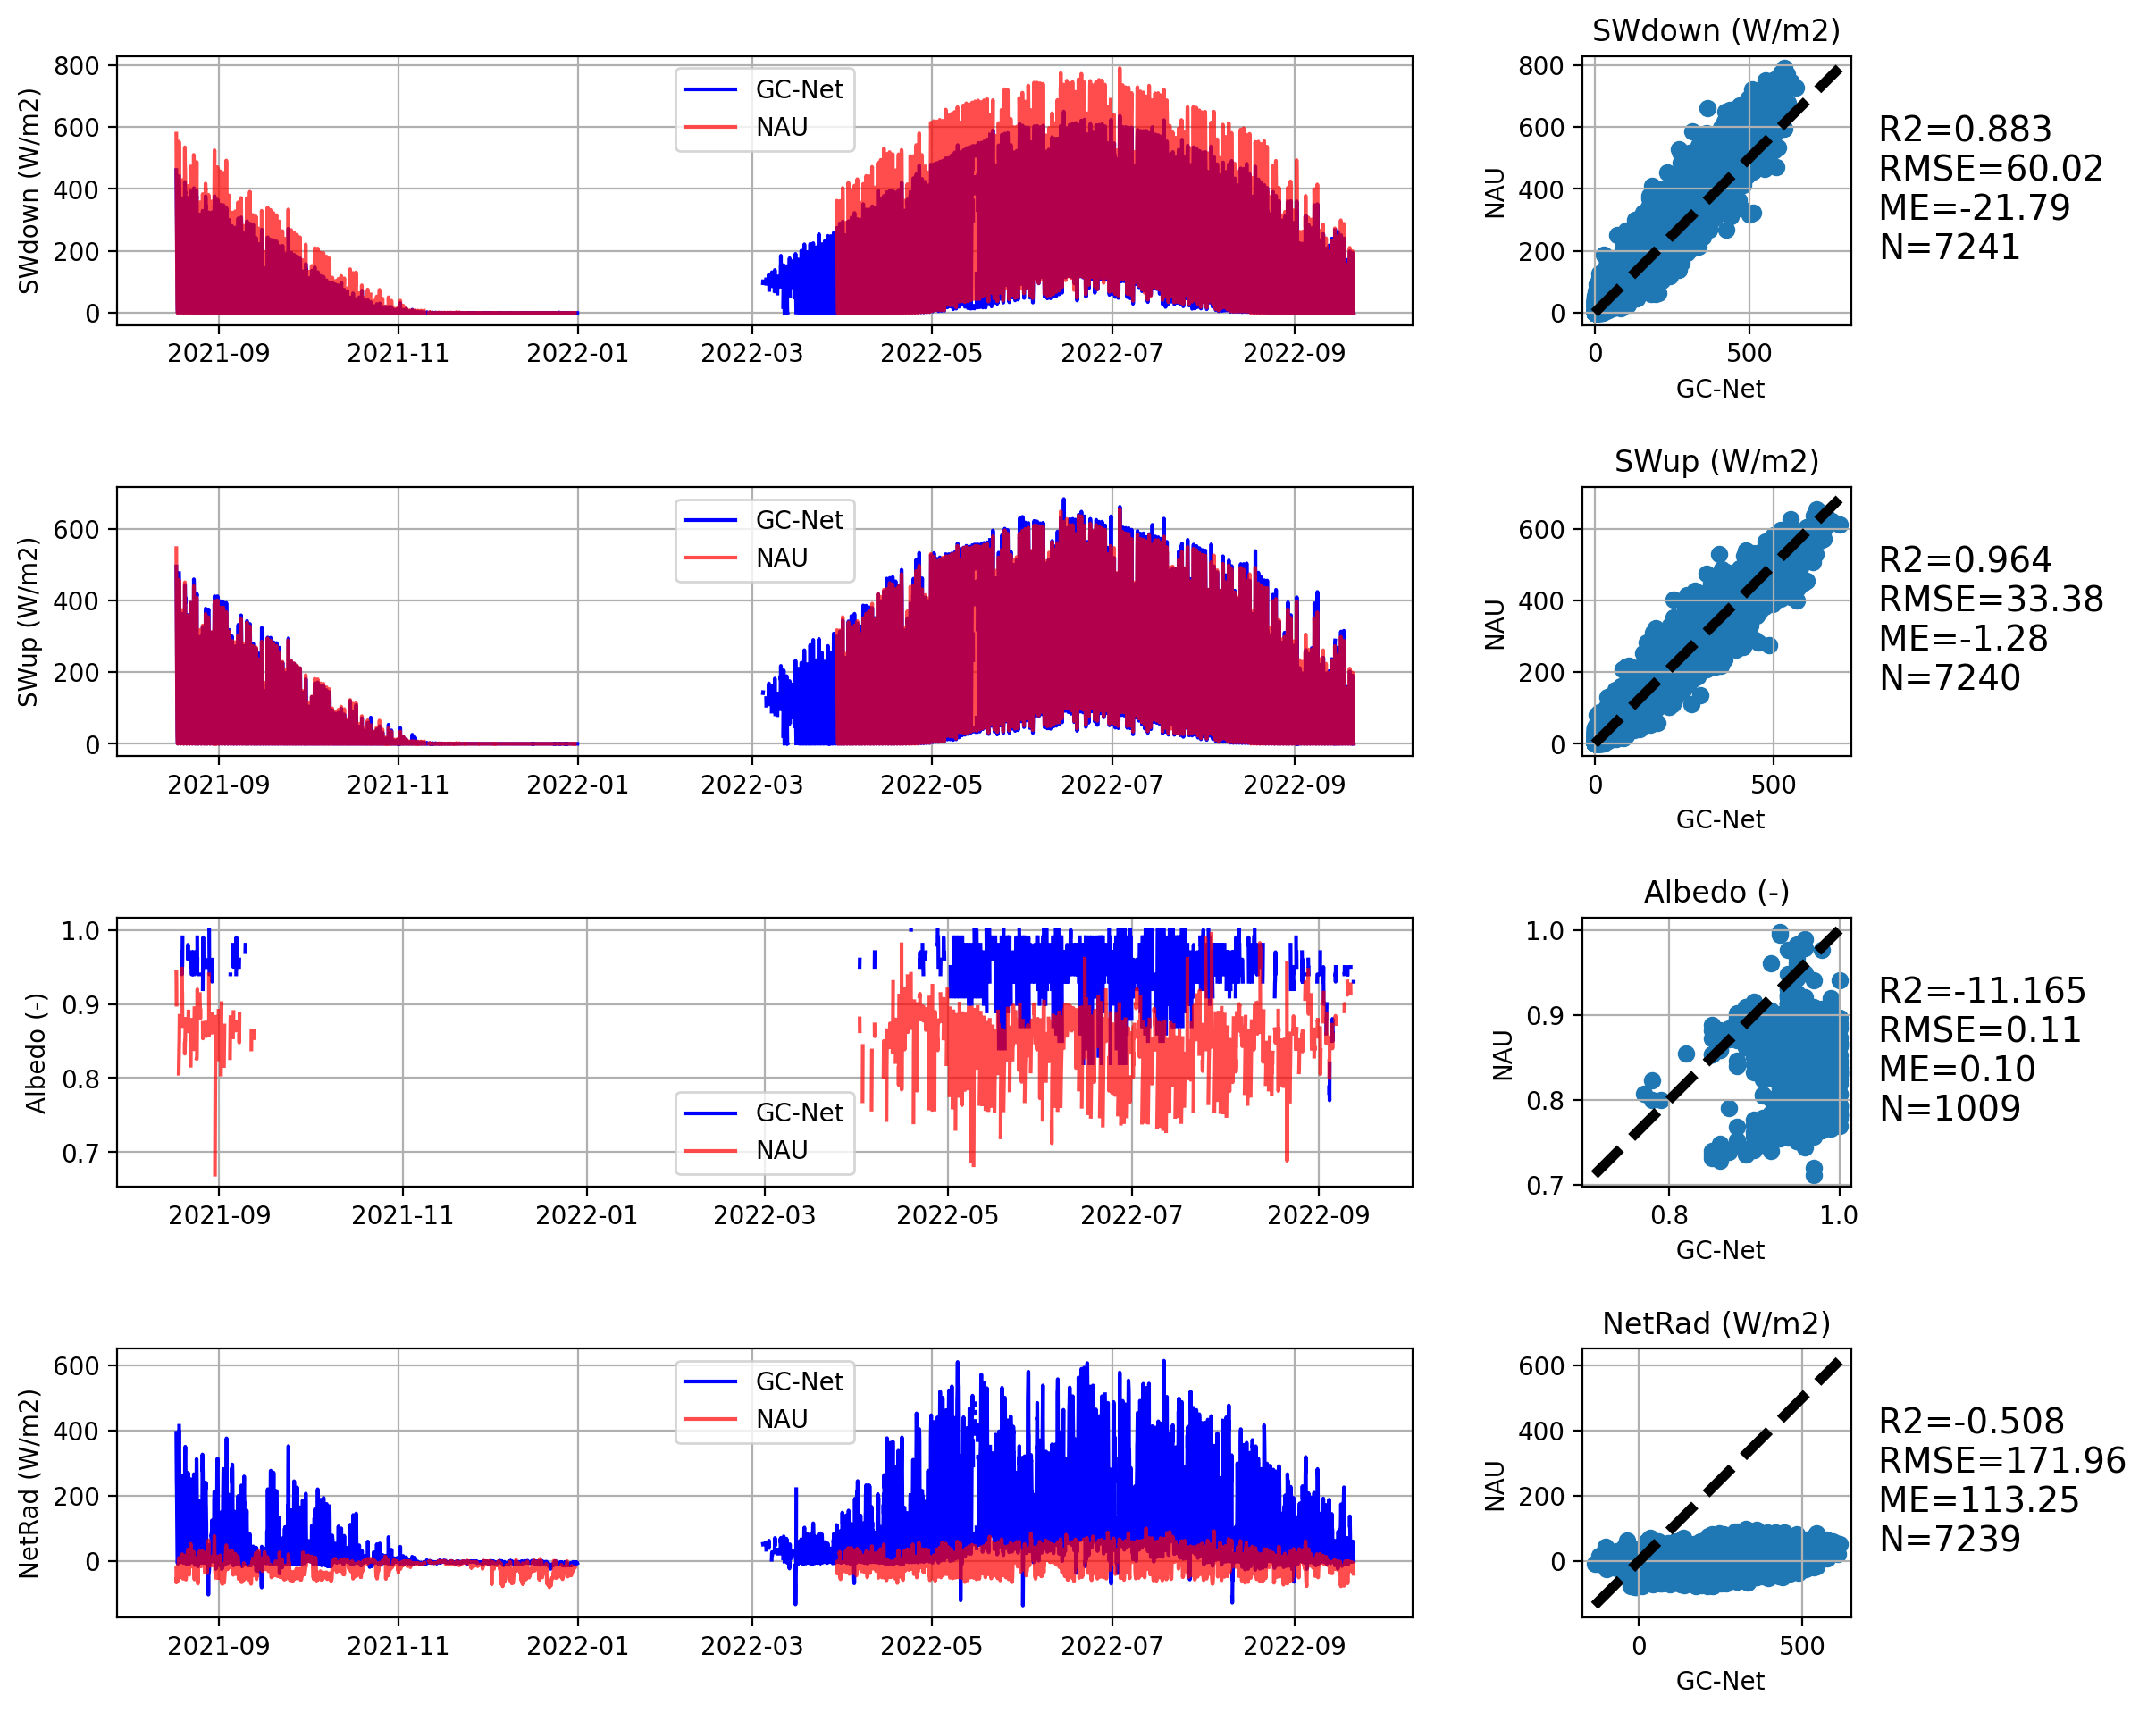 SWdown (W/m2)
SWdown (W/m2)
800
600
400
200
0
GC-Net
NAU
2021-09 2021-11 2022-01 2022-03 2022-05 2022-07 2022-09
NAU
800
600
400
200
0
0 500
GC-Net
R2=0.883
RMSE=60.02
ME=-21.79
N=7241
SWup (W/m2)
SWup (W/m2)
600
400
200
0
GC-Net
NAU
2021-09 2021-11 2022-01 2022-03 2022-05 2022-07 2022-09
NAU
600
400
200
0
0 500
GC-Net
R2=0.964
RMSE=33.38
ME=-1.28
N=7240
Albedo (-)
Albedo (-)
1.0
0.9
0.8
0.7
GC-Net
NAU
2021-09 2021-11 2022-01 2022-03 2022-05 2022-07 2022-09
NAU
1.0
0.9
0.8
0.7
0.8 1.0
GC-Net
R2=-11.165
RMSE=0.11
ME=0.10
N=1009
NetRad (W/m2)
NetRad (W/m2)
600
400
200
0
GC-Net
NAU
2021-09 2021-11 2022-01 2022-03 2022-05 2022-07 2022-09
NAU
600
400
200
0
0 500
GC-Net
R2=-0.508
RMSE=171.96
ME=113.25
N=7239